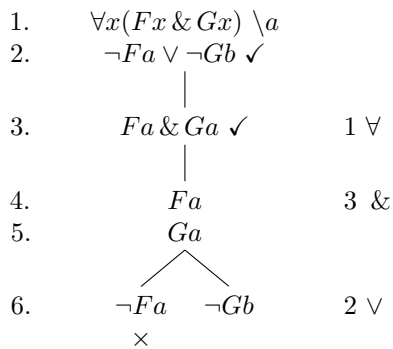 1. ∀x(Fx & Gx) \a
2. ¬Fa ∨ ¬Gb ✓
3. Fa & Ga ✓ 1 ∀
4. Fa 3 &
5. Ga
6. ¬Fa ¬Gb 2 ∨
×